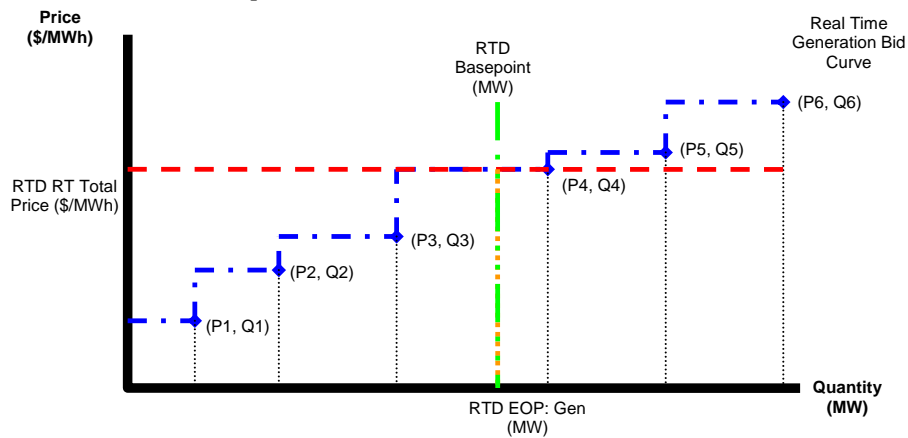 Price
($/MWh)
RTD
Basepoint
(MW)
Real Time
Generation Bid
Curve
(P6, Q6)
(P5, Q5)
(P4, Q4)
RTD RT Total
Price ($/MWh)
(P3, Q3)
(P2, Q2)
(P1, Q1)
Quantity
(MW)
RTD EOP: Gen
(MW)